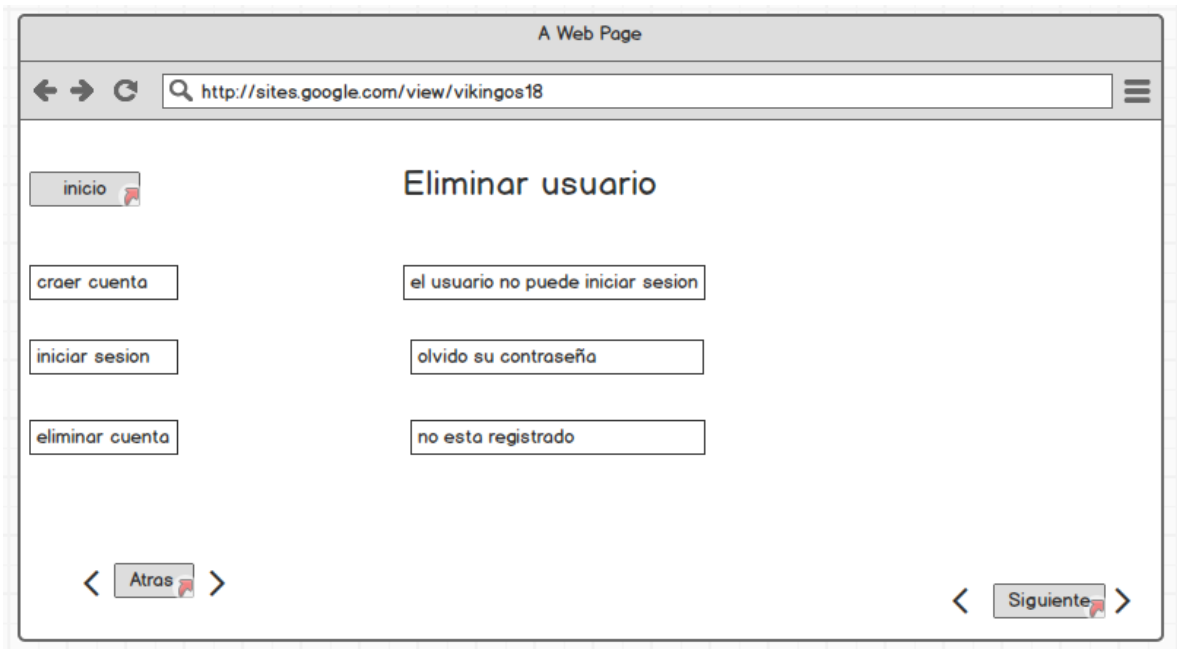 A Web Page
http://sites.google.com/view/vikingos18
inicio
Eliminar usuario
craer cuenta
el usuario no puede iniciar sesion
iniciar sesion
olvido su contraseña
eliminar cuenta
no esta registrado
Atras
Siguiente